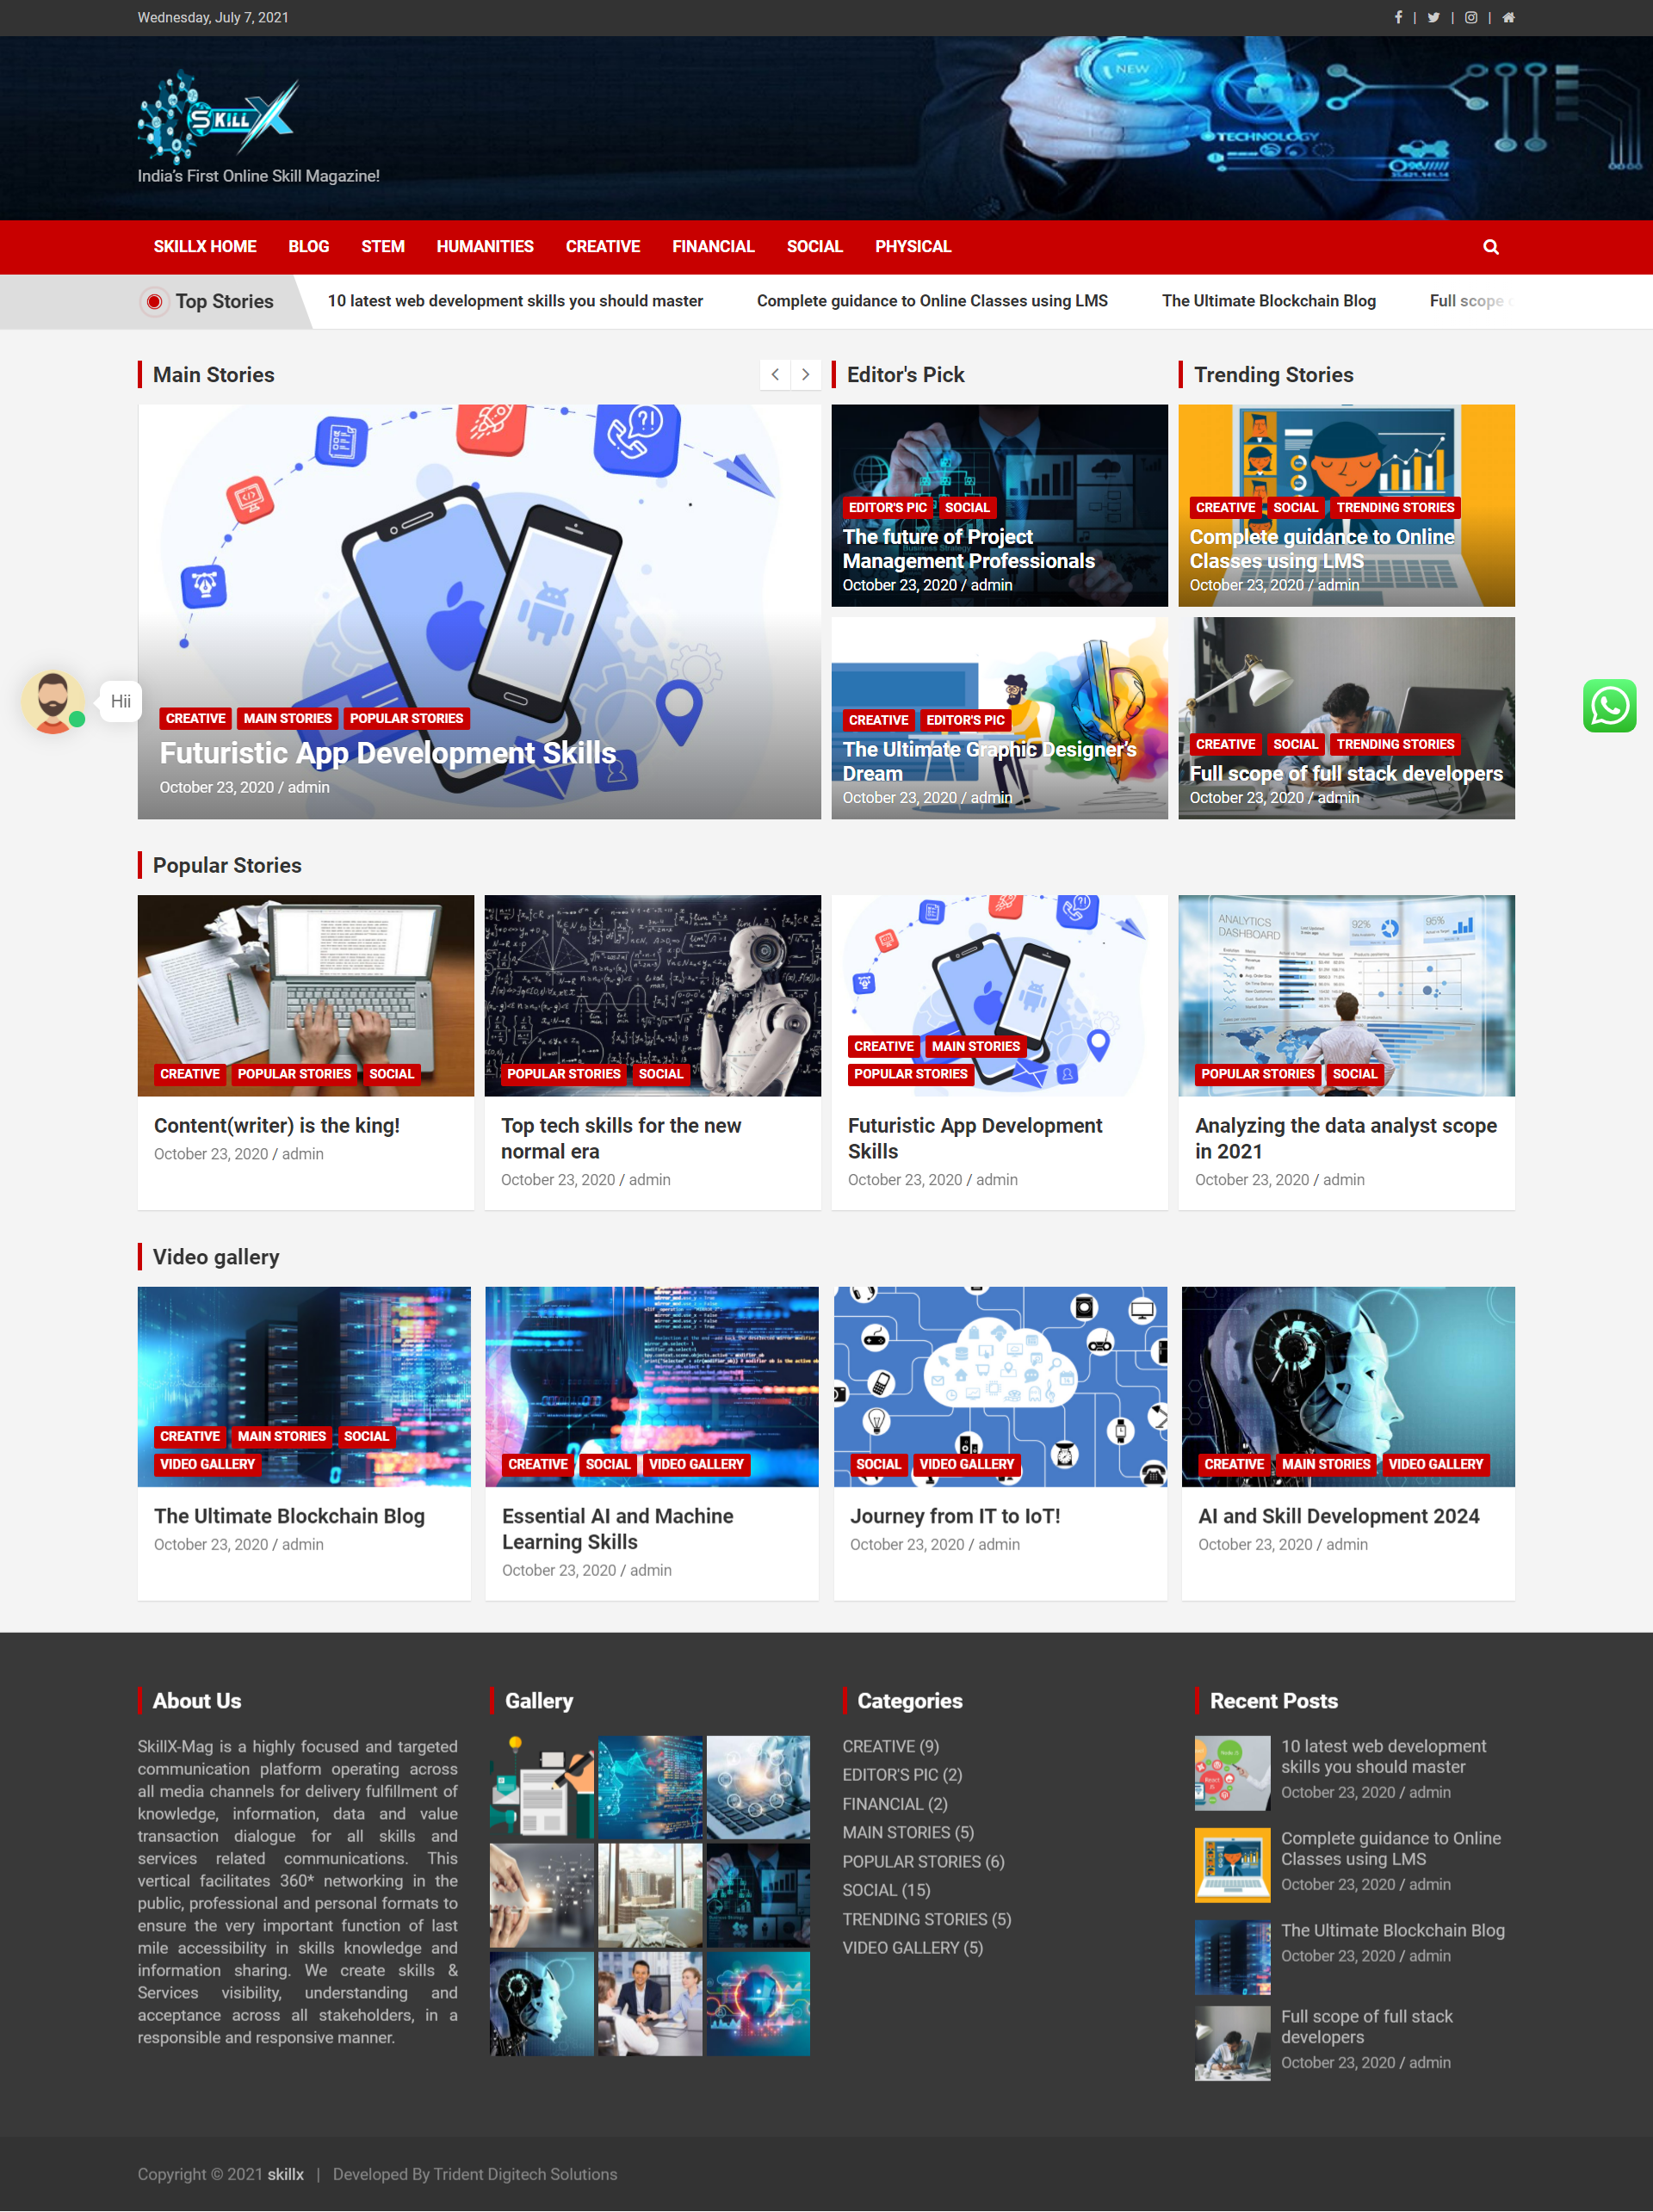 Wednesday, July 7, 2021
NEW
TECHNOLOGY
SKILL X
India's First Online Skill Magazine!
SKILLX HOME
BLOG
STEM
HUMANITIES
CREATIVE
FINANCIAL
SOCIAL
PHYSICAL
Top Stories
10 latest web development skills you should master
Complete guidance to Online Classes using LMS
The Ultimate Blockchain Blog
Full scope
Main Stories
CREATIVE MAIN STORIES POPULAR STORIES
Futuristic App Development Skills
October 23, 2020 / admin
Editor's Pick
EDITOR'S PIC SOCIAL
The future of Project
Management Professionals
October 23, 2020 / admin
CREATIVE EDITOR'S PIC
The Ultimate Graphic Designer's
Dream
October 23, 2020 / admin
Trending Stories
CREATIVE SOCIAL TRENDING STORIES
Complete guidance to Online
Classes using LMS
October 23, 2020 / admin
CREATIVE SOCIAL TRENDING STORIES
Full scope of full stack developers
October 23, 2020 / admin
Hii
Popular Stories
CREATIVE POPULAR STORIES SOCIAL
Content(writer) is the king!
October 23, 2020 / admin
POPULAR STORIES SOCIAL
Top tech skills for the new
normal era
October 23, 2020 / admin
CREATIVE MAIN STORIES
POPULAR STORIES
Futuristic App Development
Skills
October 23, 2020 / admin
ANALYTICS
DASHBOARD
92%
96%
POPULAR STORIES SOCIAL
Analyzing the data analyst scope
in 2021
October 23, 2020 / admin
Video gallery
CREATIVE MAIN STORIES SOCIAL
VIDEO GALLERY
The Ultimate Blockchain Blog
October 23, 2020 / admin
CREATIVE SOCIAL VIDEO GALLERY
Essential AI and Machine
Learning Skills
October 23, 2020 / admin
SOCIAL VIDEO GALLERY
Journey from IT to IoT!
October 23, 2020 / admin
CREATIVE MAIN STORIES VIDEO GALLERY
AI and Skill Development 2024
October 23, 2020 / admin
About Us
SkillX-Mag is a highly focused and targeted
communication platform operating across
all media channels for delivery fulfillment of
knowledge, information, data and value
transaction dialogue for all skills and
services related communications. This
vertical facilitates 360* networking in the
public, professional and personal formats to
ensure the very important function of last
mile accessibility in skills knowledge and
information sharing. We create skills &
Services visibility, understanding and
acceptance across all stakeholders, in a
responsible and responsive manner.
Gallery
Categories
CREATIVE (9)
EDITOR'S PIC (2)
FINANCIAL (2)
MAIN STORIES (5)
POPULAR STORIES (6)
SOCIAL (15)
TRENDING STORIES (5)
VIDEO GALLERY (5)
Recent Posts
10 latest web development
skills you should master
October 23, 2020 / admin
Complete guidance to Online
Classes using LMS
October 23, 2020 / admin
The Ultimate Blockchain Blog
October 23, 2020 / admin
Full scope of full stack
developers
October 23, 2020 / admin
Copyright © 2021 skillx | Developed By Trident Digitech Solutions